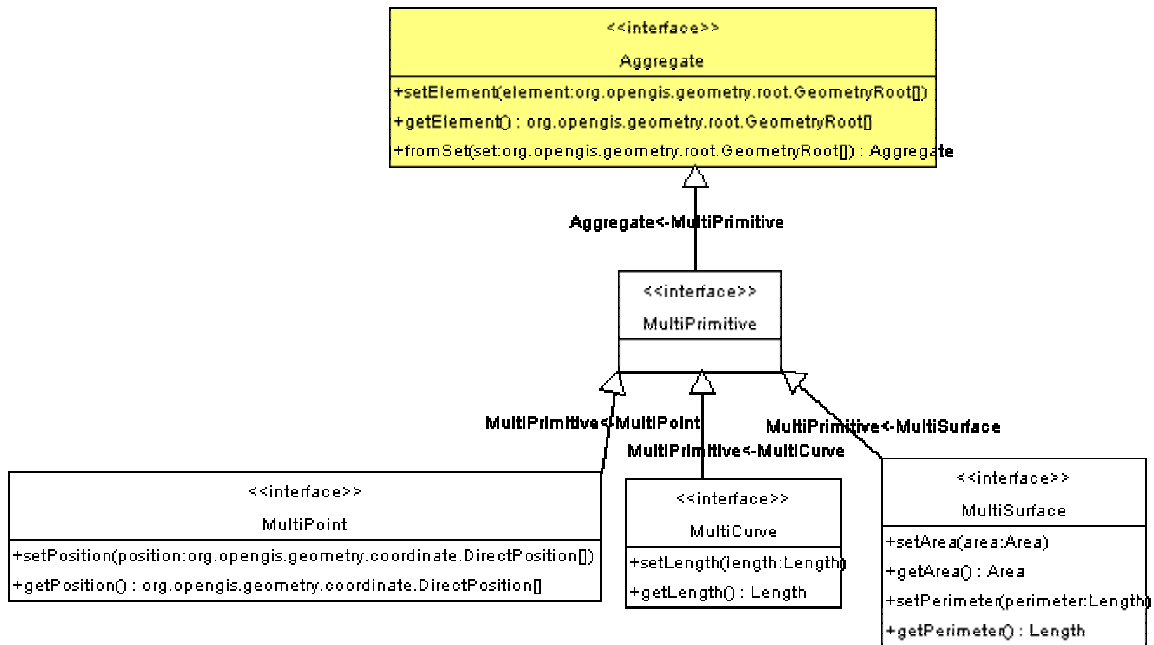 <<interface>>
Aggregate
+setElement(element:org.opengis.geometry.root.GeometryRoot[])
+getElement() : org.opengis.geometry.root.GeometryRoot[]
+fromSet(set:org.opengis.geometry.root.GeometryRoot[]) : Aggregate
Aggregate<-MultiPrimitive
<<interface>>
MultiPrimitive
MultiPrimitive<-MultiPoint
MultiPrimitive<-MultiCurve
MultiPrimitive<-MultiSurface
<<interface>>
MultiPoint
+setPosition(position:org.opengis.geometry.coordinate.DirectPosition[])
+getPosition() : org.opengis.geometry.coordinate.DirectPosition[]
<<interface>>
MultiCurve
+setLength(length:Length)
+getLength() : Length
<<interface>>
MultiSurface
+setArea(area:Area)
+getArea() : Area
+setPerimeter(perimeter:Length)
+getPerimeter() : Length